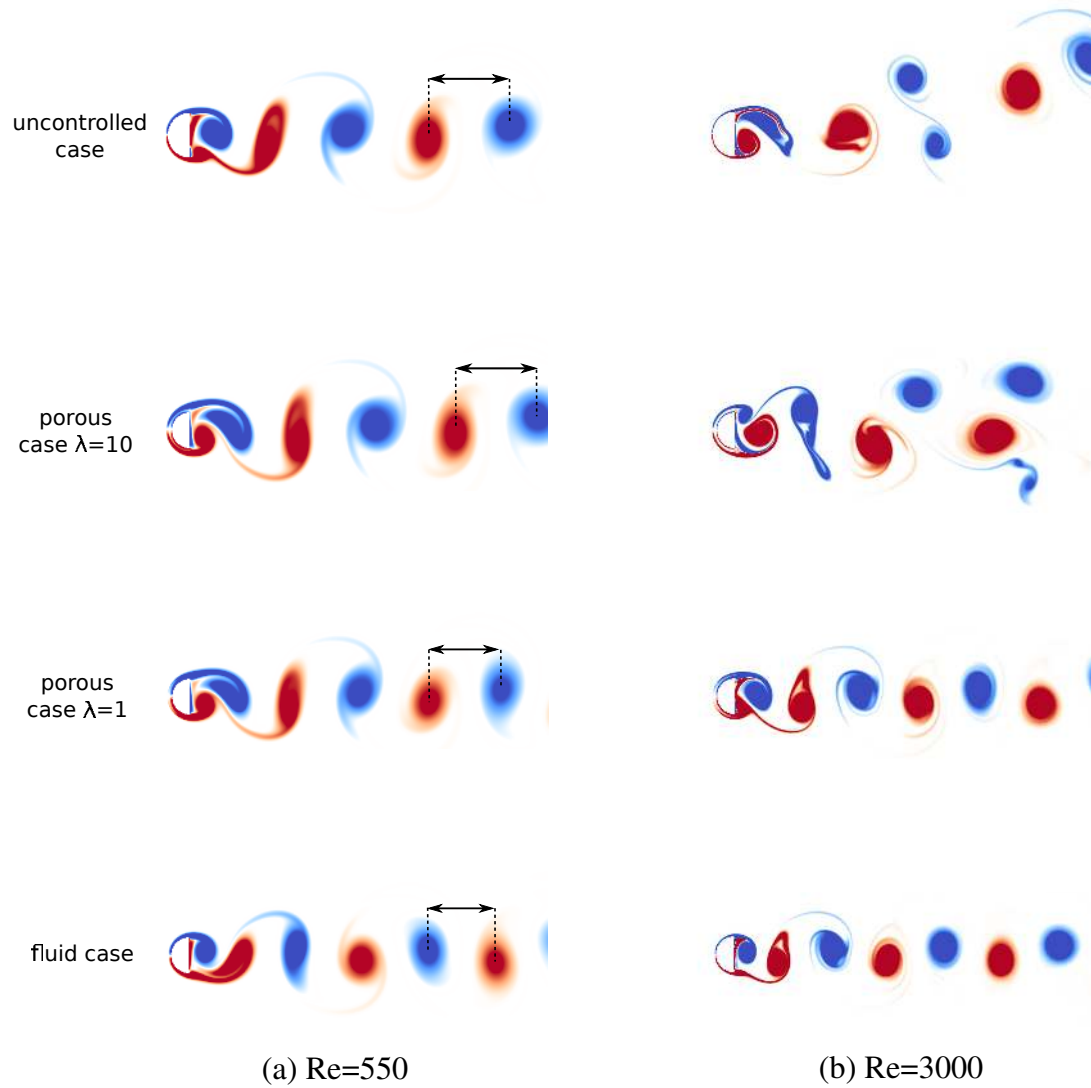 uncontrolled
case
porous
case λ=10
porous
case λ=1
fluid case
(a) Re=550
(b) Re=3000